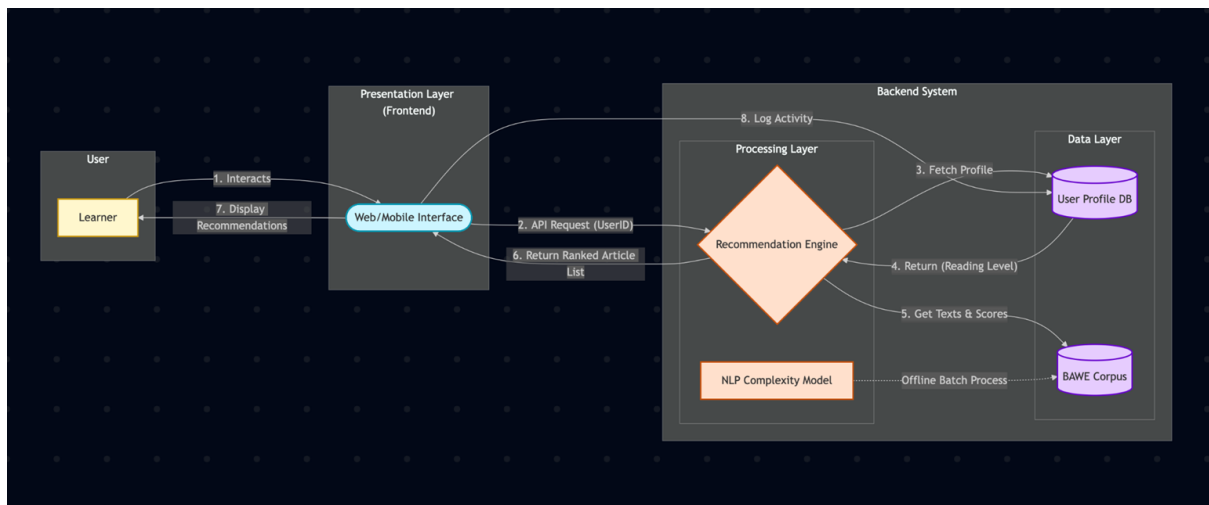 User
Learner
1. Interacts
7. Display
Recommendations
Presentation Layer
(Frontend)
Web/Mobile Interface
2. API Request (UserID)
6. Return Ranked Article
List
Backend System
8. Log Activity
Processing Layer
Recommendation Engine
NLP Complexity Model
3. Fetch Profile
4. Return (Reading Level)
5. Get Texts & Scores
Offline Batch Process
Data Layer
User Profile DB
BAWE Corpus